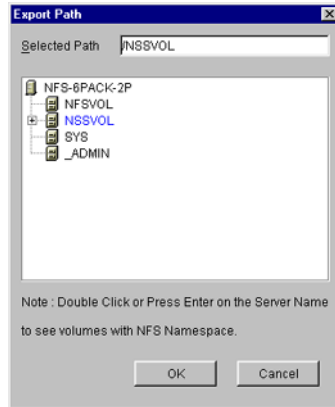 Export Path
Selected Path /NSSVOL
NFS-6PACK-2P
NFSVOL
NSSVOL
SYS
_ADMIN
Note : Double Click or Press Enter on the Server Name
to see volumes with NFS Namespace.
OK Cancel